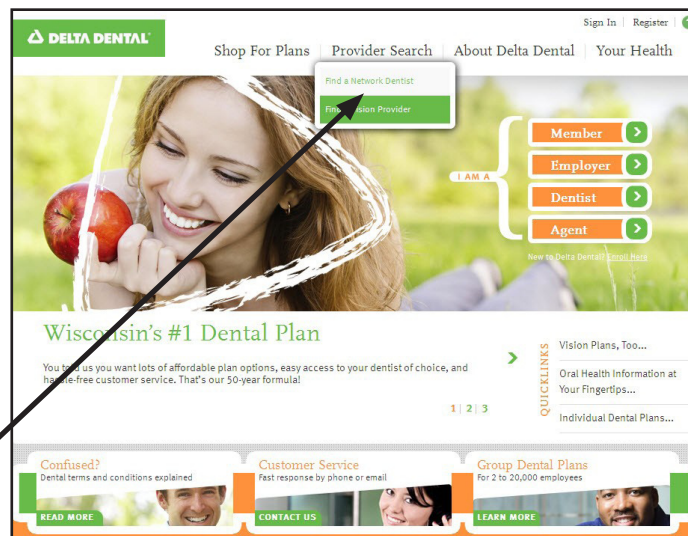 Sign In | Register
DELTA DENTAL
Shop For Plans | Provider Search | About Delta Dental | Your Health
Find a Network Dentist
Find Vision Provider
Member
Employer
I AM A
Dentist
Agent
New to Delta Dental? Enroll Here
Wisconsin's #1 Dental Plan
You told us you want lots of affordable plan options, easy access to your dentist of choice, and
hassle-free customer service. That's our 50-year formula!
1 | 2 | 3
QUICKLINKS
Vision Plans, Too...
Oral Health Information at
Your Fingertips...
Individual Dental Plans...
Confused?
Dental terms and conditions explained
READ MORE
Customer Service
Fast response by phone or email
CONTACT US
Group Dental Plans
For 2 to 20,000 employees
LEARN MORE